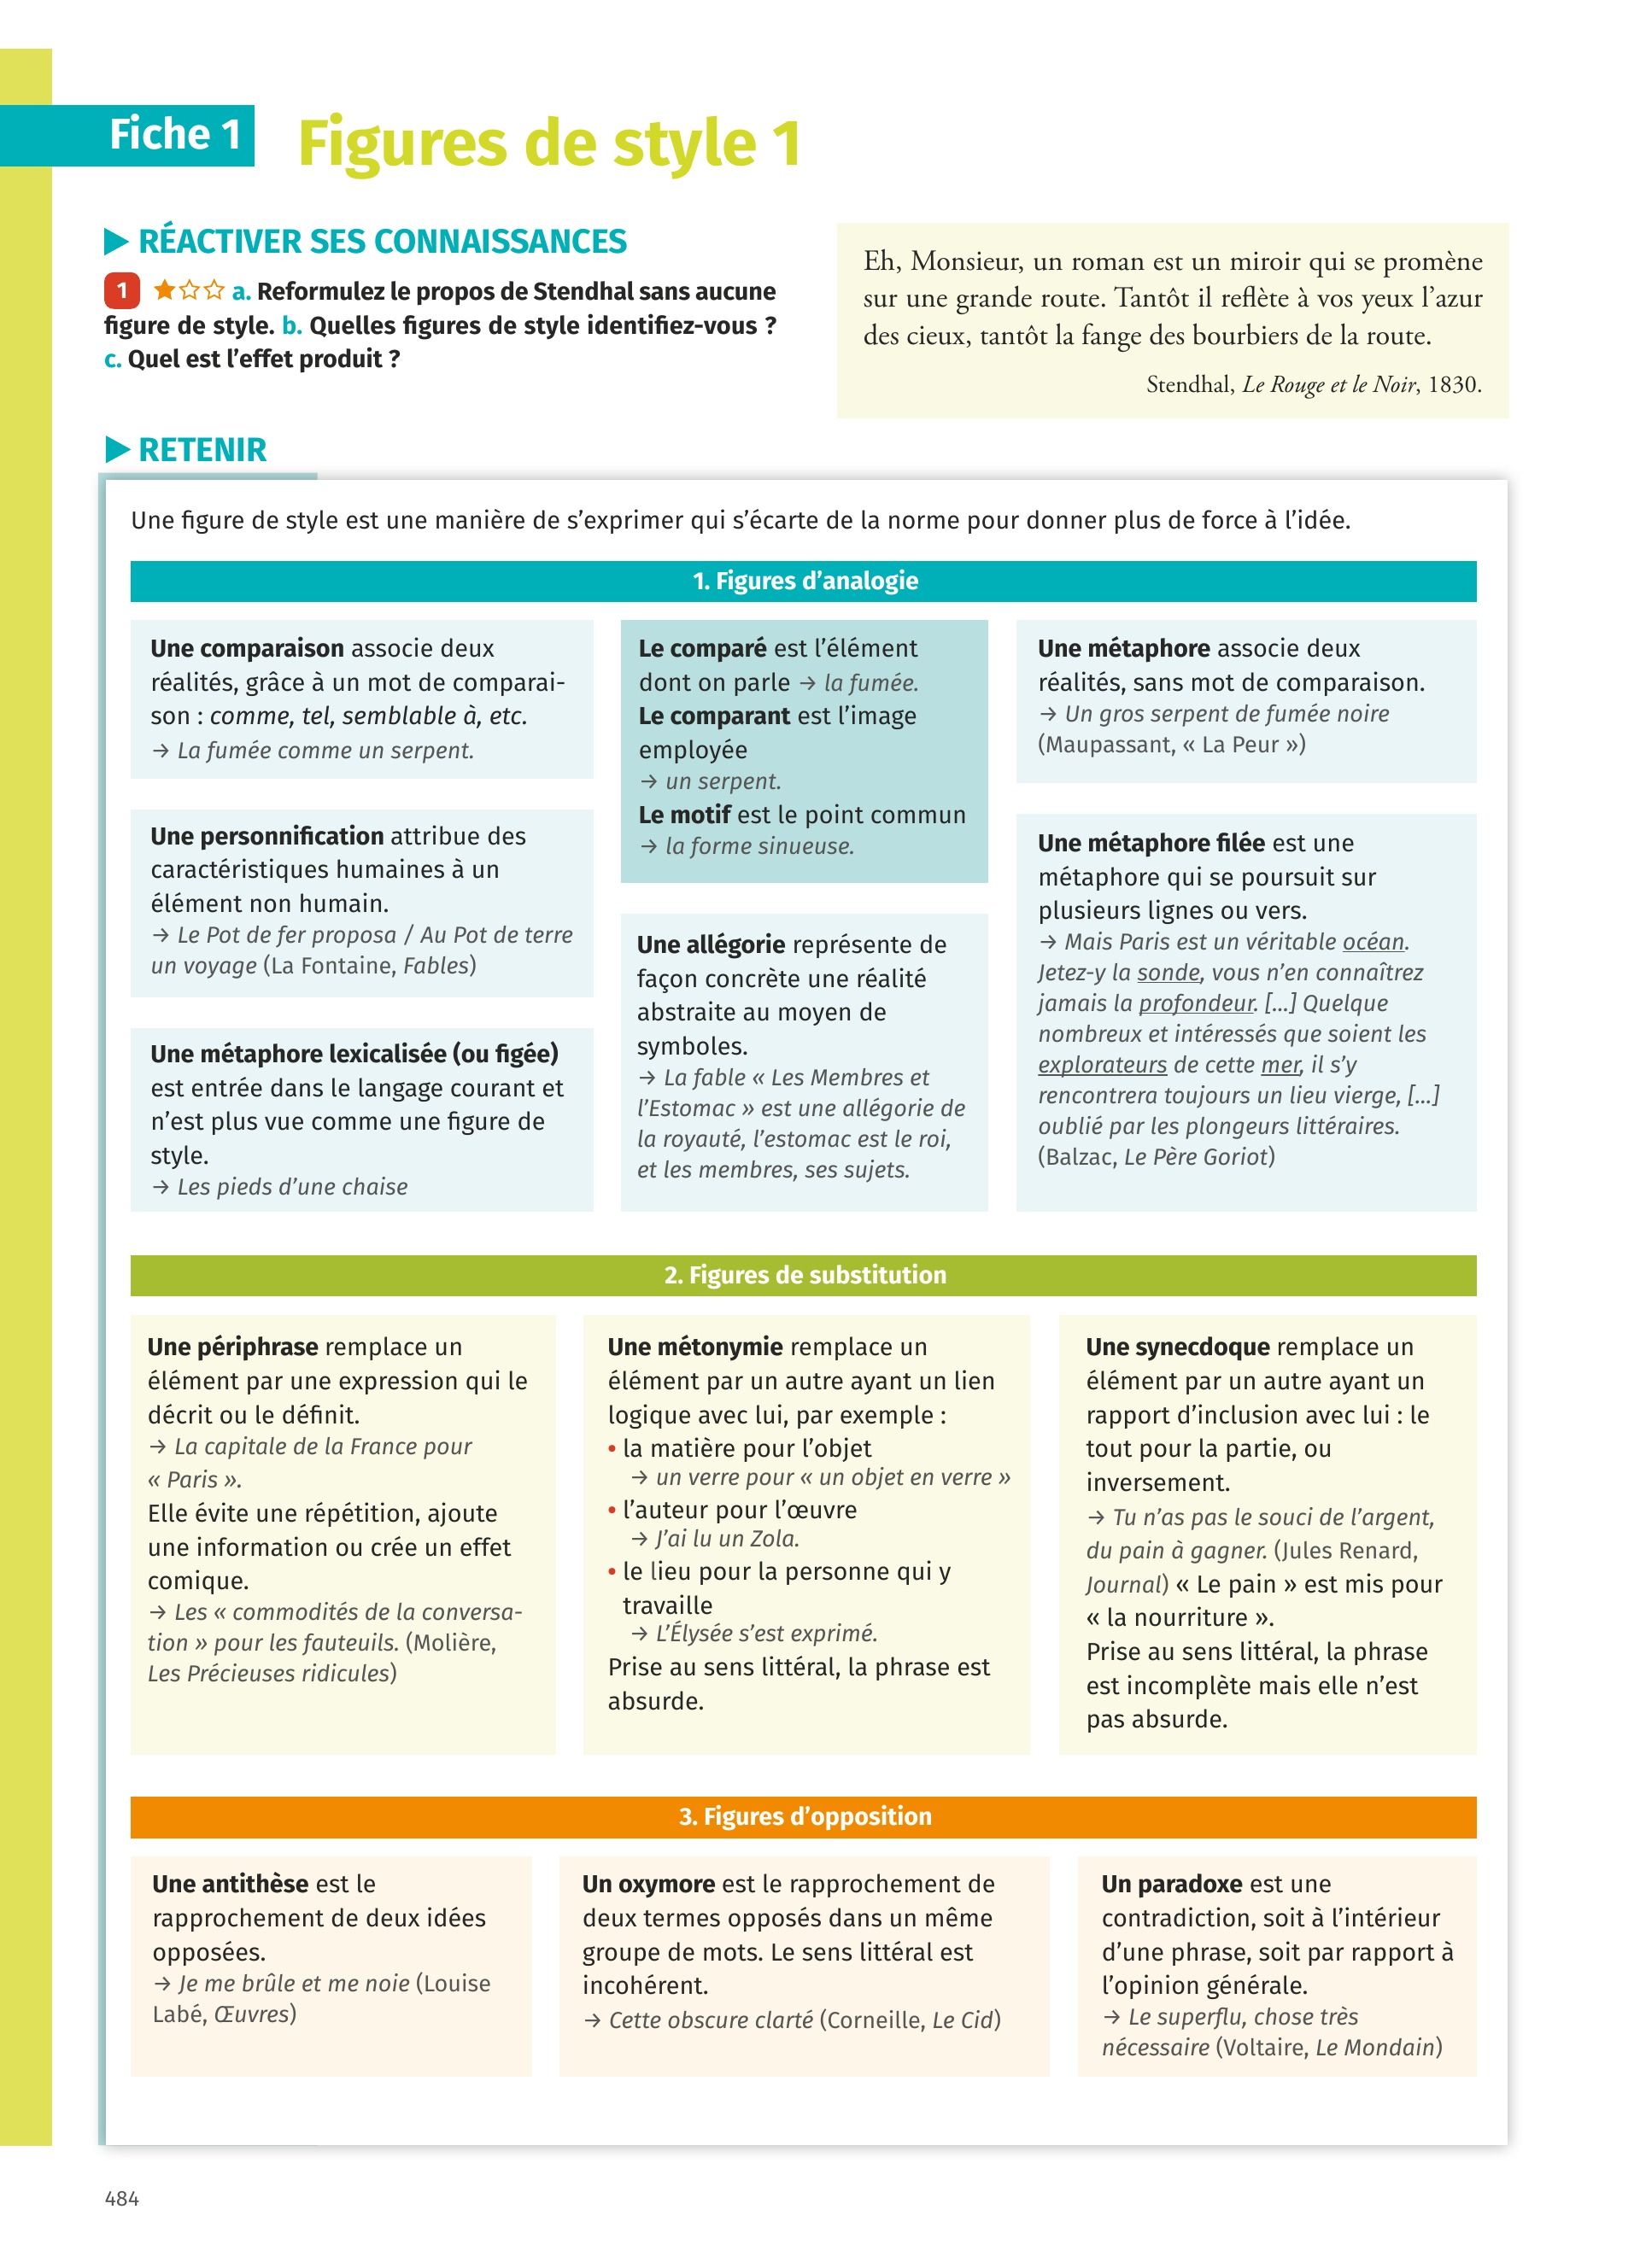 Fiche 1
Figures de style 1
RÉACTIVER SES CONNAISSANCES
1 ★☆☆ a. Reformulez le propos de Stendhal sans aucune
figure de style. b. Quelles figures de style identifiez-vous ?
c. Quel est l’effet produit ?
Eh, Monsieur, un roman est un miroir qui se promène
sur une grande route. Tantôt il reflète à vos yeux l’azur
des cieux, tantôt la fange des bourbiers de la route.
Stendhal, Le Rouge et le Noir, 1830.
RETENIR
Une figure de style est une manière de s’exprimer qui s’écarte de la norme pour donner plus de force à l’idée.
1. Figures d’analogie
Une comparaison associe deux
réalités, grâce à un mot de comparai-
son : comme, tel, semblable à, etc.
→ La fumée comme un serpent.
Une personnification attribue des
caractéristiques humaines à un
élément non humain.
→ Le Pot de fer proposa / Au Pot de terre
un voyage (La Fontaine, Fables)
Une métaphore lexicalisée (ou figée)
est entrée dans le langage courant et
n’est plus vue comme une figure de
style.
→ Les pieds d’une chaise
Le comparé est l’élément
dont on parle → la fumée.
Le comparant est l’image
employée
→ un serpent.
Le motif est le point commun
→ la forme sinueuse.
Une allégorie représente de
façon concrète une réalité
abstraite au moyen de
symboles.
→ La fable « Les Membres et
l’Estomac » est une allégorie de
la royauté, l’estomac est le roi,
et les membres, ses sujets.
Une métaphore associe deux
réalités, sans mot de comparaison.
→ Un gros serpent de fumée noire
(Maupassant, « La Peur »)
Une métaphore filée est une
métaphore qui se poursuit sur
plusieurs lignes ou vers.
→ Mais Paris est un véritable océan.
Jetez-y la sonde, vous n’en connaîtrez
jamais la profondeur. [...] Quelque
nombreux et intéressés que soient les
explorateurs de cette mer, il s’y
rencontrera toujours un lieu vierge, [...]
oublié par les plongeurs littéraires.
(Balzac, Le Père Goriot)
2. Figures de substitution
Une périphrase remplace un
élément par une expression qui le
décrit ou le définit.
→ La capitale de la France pour
« Paris ».
Elle évite une répétition, ajoute
une information ou crée un effet
comique.
→ Les « commodités de la conversa-
tion » pour les fauteuils. (Molière,
Les Précieuses ridicules)
Une métonymie remplace un
élément par un autre ayant un lien
logique avec lui, par exemple :
• la matière pour l’objet
→ un verre pour « un objet en verre »
• l’auteur pour l’œuvre
→ J’ai lu un Zola.
• le lieu pour la personne qui y
travaille
→ L’Élysée s’est exprimé.
Prise au sens littéral, la phrase est
absurde.
Une synecdoque remplace un
élément par un autre ayant un
rapport d’inclusion avec lui : le
tout pour la partie, ou
inversement.
→ Tu n’as pas le souci de l’argent,
du pain à gagner. (Jules Renard,
Journal) « Le pain » est mis pour
« la nourriture ».
Prise au sens littéral, la phrase
est incomplète mais elle n’est
pas absurde.
3. Figures d’opposition
Une antithèse est le
rapprochement de deux idées
opposées.
→ Je me brûle et me noie (Louise
Labé, Œuvres)
Un oxymore est le rapprochement de
deux termes opposés dans un même
groupe de mots. Le sens littéral est
incohérent.
→ Cette obscure clarté (Corneille, Le Cid)
Un paradoxe est une
contradiction, soit à l’intérieur
d’une phrase, soit par rapport à
l’opinion générale.
→ Le superflu, chose très
nécessaire (Voltaire, Le Mondain)
484